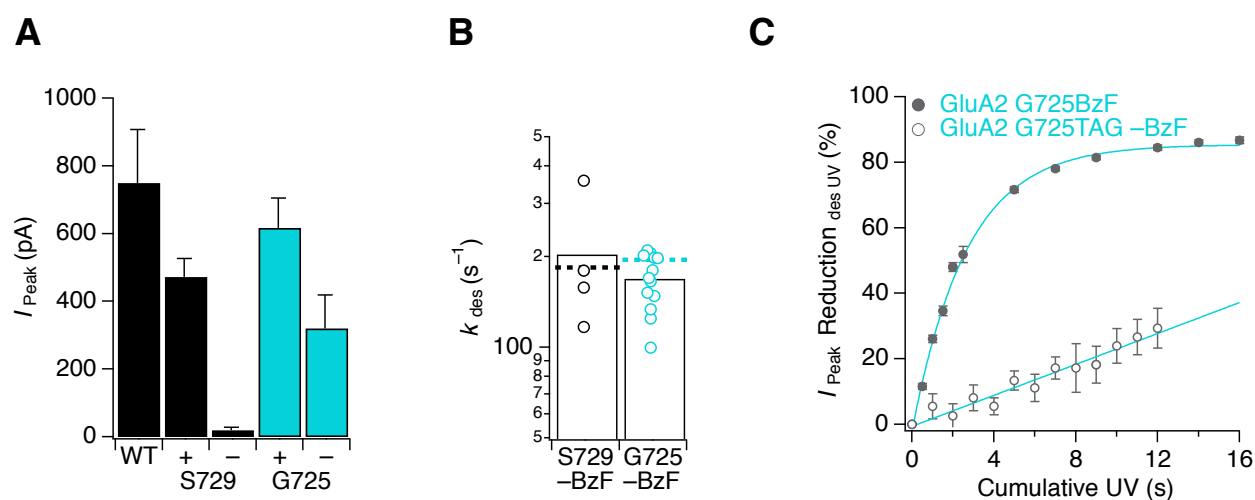 A
1000
800
600
400
200
0
I Peak (pA)
WT
+
–
+
–
S729
G725
B
5
4
3
2
100
9
8
7
6
5
k des (s⁻¹)
S729
–BzF
G725
–BzF
C
100
80
60
40
20
0
I Peak Reduction des UV (%)
GluA2 G725BzF
GluA2 G725TAG –BzF
0
4
8
12
16
Cumulative UV (s)